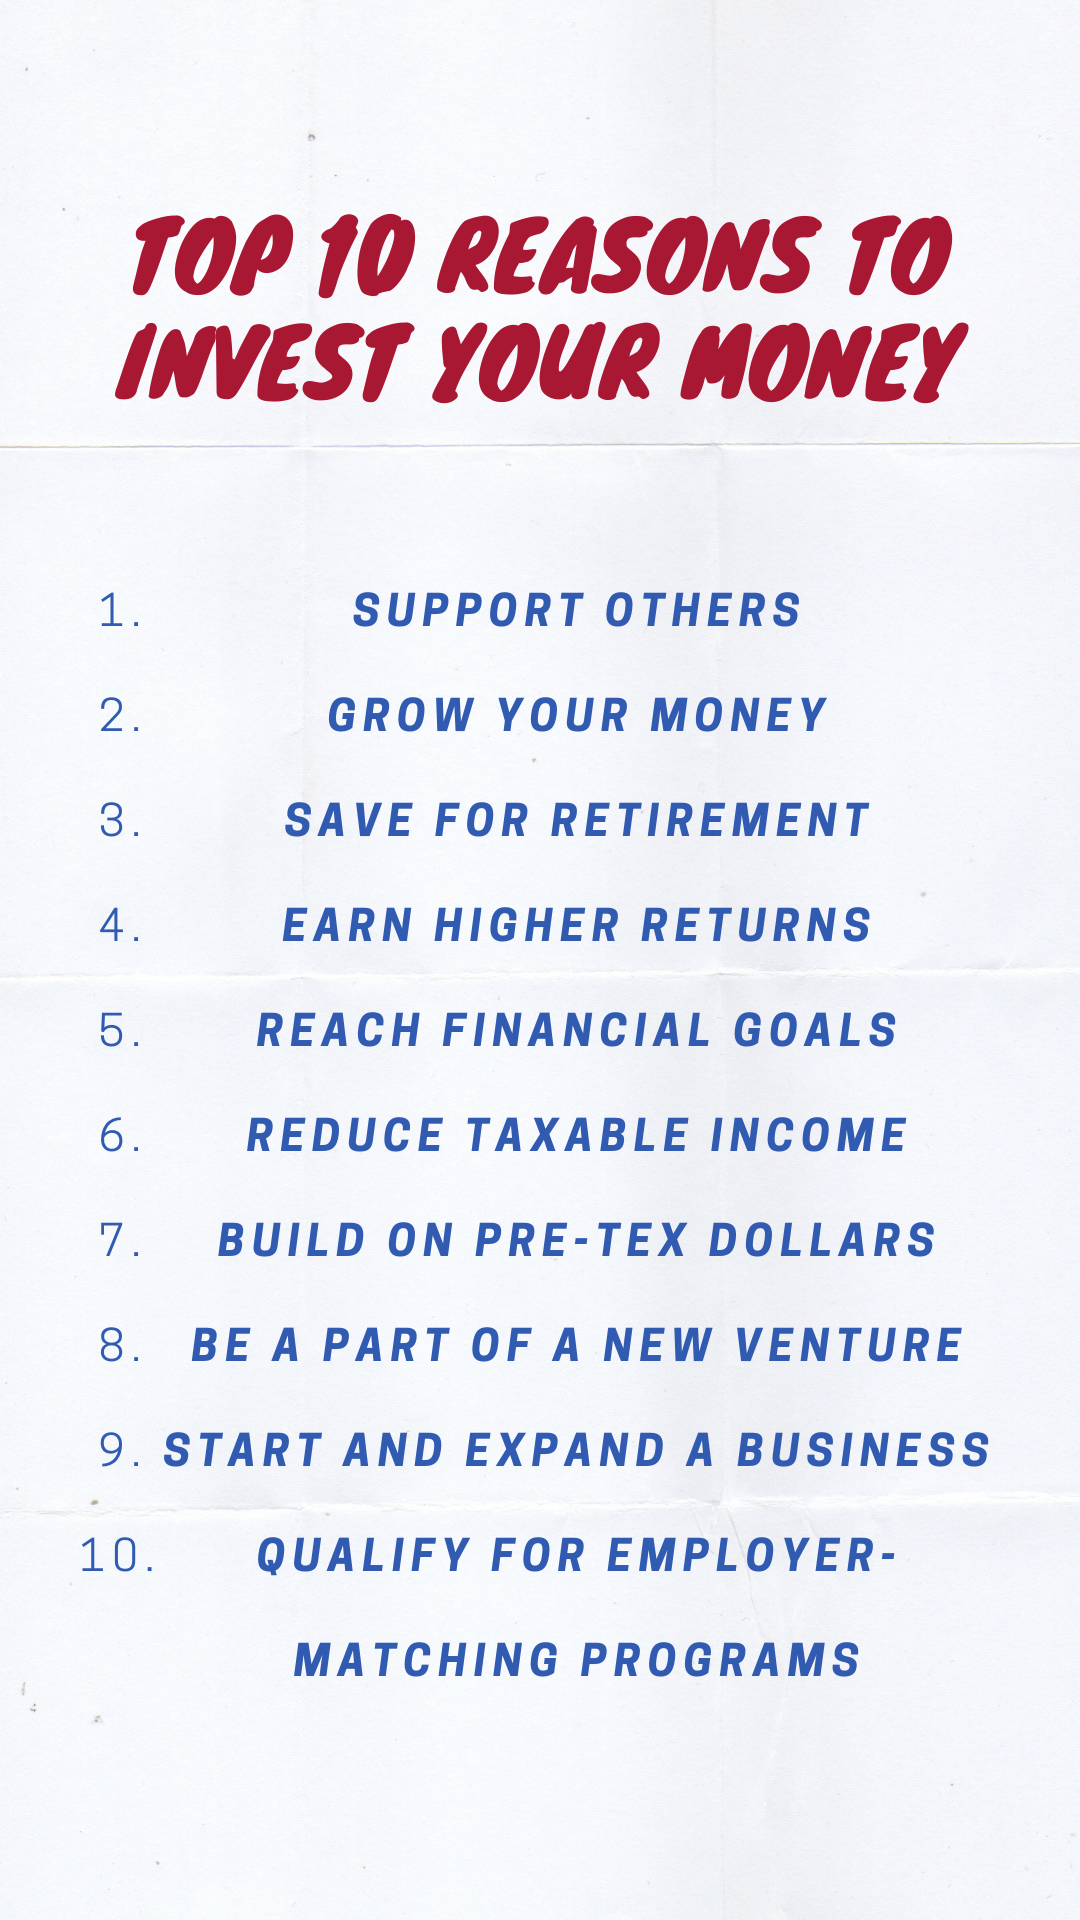 TOP 10 REASONS TO
INVEST YOUR MONEY
1. SUPPORT OTHERS
2. GROW YOUR MONEY
3. SAVE FOR RETIREMENT
4. EARN HIGHER RETURNS
5. REACH FINANCIAL GOALS
6. REDUCE TAXABLE INCOME
7. BUILD ON PRE-TEX DOLLARS
8. BE A PART OF A NEW VENTURE
9. START AND EXPAND A BUSINESS
10. QUALIFY FOR EMPLOYER-
MATCHING PROGRAMS